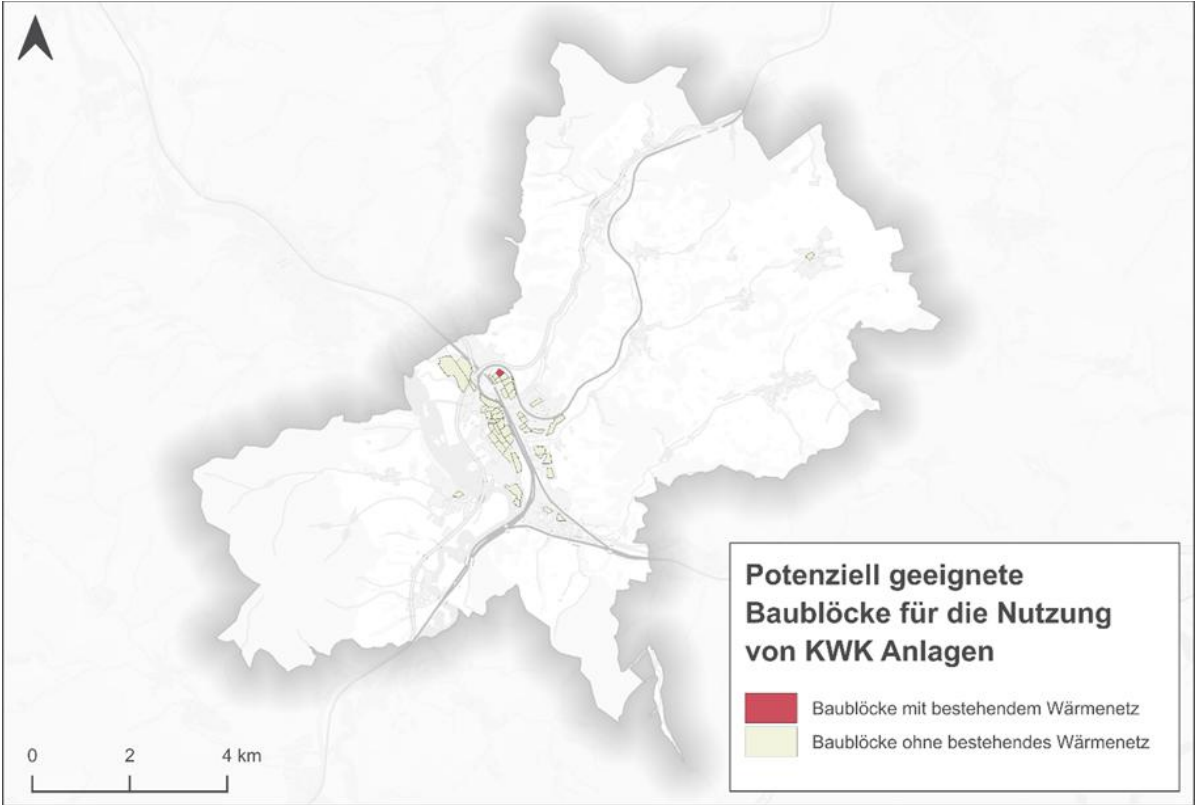 Potenziell geeignete
Baublöcke für die Nutzung
von KWK Anlagen
Baublöcke mit bestehendem Wärmenetz
Baublöcke ohne bestehendes Wärmenetz
0 2 4 km